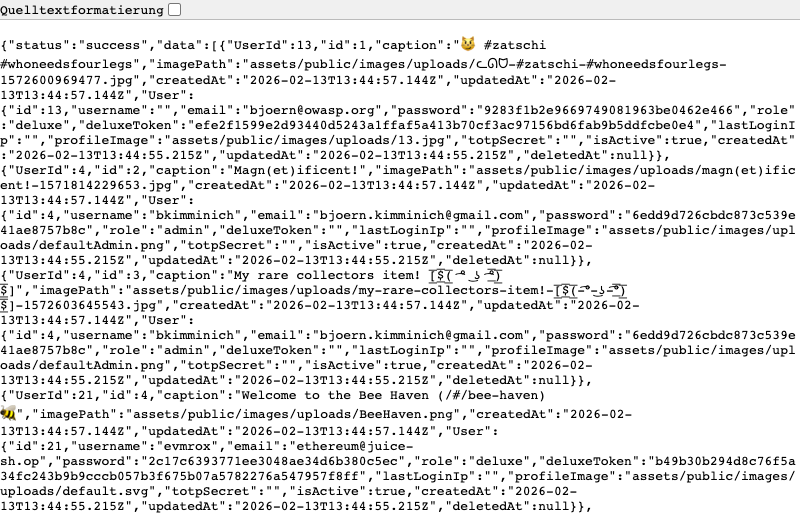 Quelltextformatierung
{"status":"success","data":[{"UserId":13,"id":1,"caption":"😼 #zatschi
#whoneedsfourlegs","imagePath":"assets/public/images/uploads/ᓚᘏᗢ-#zatschi-#whoneedsfourlegs-
1572600969477.jpg","createdAt":"2026-02-13T13:44:57.144Z","updatedAt":"2026-02-
13T13:44:57.144Z","User":
{"id":13,"username":"","email":"bjoern@owasp.org","password":"9283f1b2e9669749081963be0462e466","role"
:"deluxe","deluxeToken":"efe2f1599e2d93440d5243a1ffaf5a413b70cf3ac97156bd6fab9b5ddfcbe0e4","lastLoginI
p":"","profileImage":"assets/public/images/uploads/13.jpg","totpSecret":"","isActive":true,"createdAt"
:"2026-02-13T13:44:55.215Z","updatedAt":"2026-02-13T13:44:55.215Z","deletedAt":null}},
{"UserId":4,"id":2,"caption":"Magn(et)ificent!","imagePath":"assets/public/images/uploads/magn(et)ific
ent!-1571814229653.jpg","createdAt":"2026-02-13T13:44:57.144Z","updatedAt":"2026-02-
13T13:44:57.144Z","User":
{"id":4,"username":"bkimminich","email":"bjoern.kimminich@gmail.com","password":"6edd9d726cbdc873c539e
41ae8757b8c","role":"admin","deluxeToken":"","lastLoginIp":"","profileImage":"assets/public/images/upl
oads/defaultAdmin.png","totpSecret":"","isActive":true,"createdAt":"2026-02-
13T13:44:55.215Z","updatedAt":"2026-02-13T13:44:55.215Z","deletedAt":null}},
{"UserId":4,"id":3,"caption":"My rare collectors item! [̲̅$̲̅(̲̅ ͡° ͜ʖ ͡°̲̅)̲̅
$̲̅]","imagePath":"assets/public/images/uploads/my-rare-collectors-item!-[̲̅$̲̅(̲̅-͡°-͜ʖ-͡°̲̅)̲̅
$̲̅]-1572603645543.jpg","createdAt":"2026-02-13T13:44:57.144Z","updatedAt":"2026-02-
13T13:44:57.144Z","User":
{"id":4,"username":"bkimminich","email":"bjoern.kimminich@gmail.com","password":"6edd9d726cbdc873c539e
41ae8757b8c","role":"admin","deluxeToken":"","lastLoginIp":"","profileImage":"assets/public/images/upl
oads/defaultAdmin.png","totpSecret":"","isActive":true,"createdAt":"2026-02-
13T13:44:55.215Z","updatedAt":"2026-02-13T13:44:55.215Z","deletedAt":null}},
{"UserId":21,"id":4,"caption":"Welcome to the Bee Haven (/#/bee-haven)
🐝","imagePath":"assets/public/images/uploads/BeeHaven.png","createdAt":"2026-02-
13T13:44:57.144Z","updatedAt":"2026-02-13T13:44:57.144Z","User":
{"id":21,"username":"evmrox","email":"ethereum@juice-
sh.op","password":"2c17c6393771ee3048ae34d6b380c5ec","role":"deluxe","deluxeToken":"b49b30b294d8c76f5a
34fc243b9b9cccb057b3f675b07a5782276a547957f8ff","lastLoginIp":"","profileImage":"assets/public/images/
uploads/default.svg","totpSecret":"","isActive":true,"createdAt":"2026-02-
13T13:44:55.215Z","updatedAt":"2026-02-13T13:44:55.215Z","deletedAt":null}},